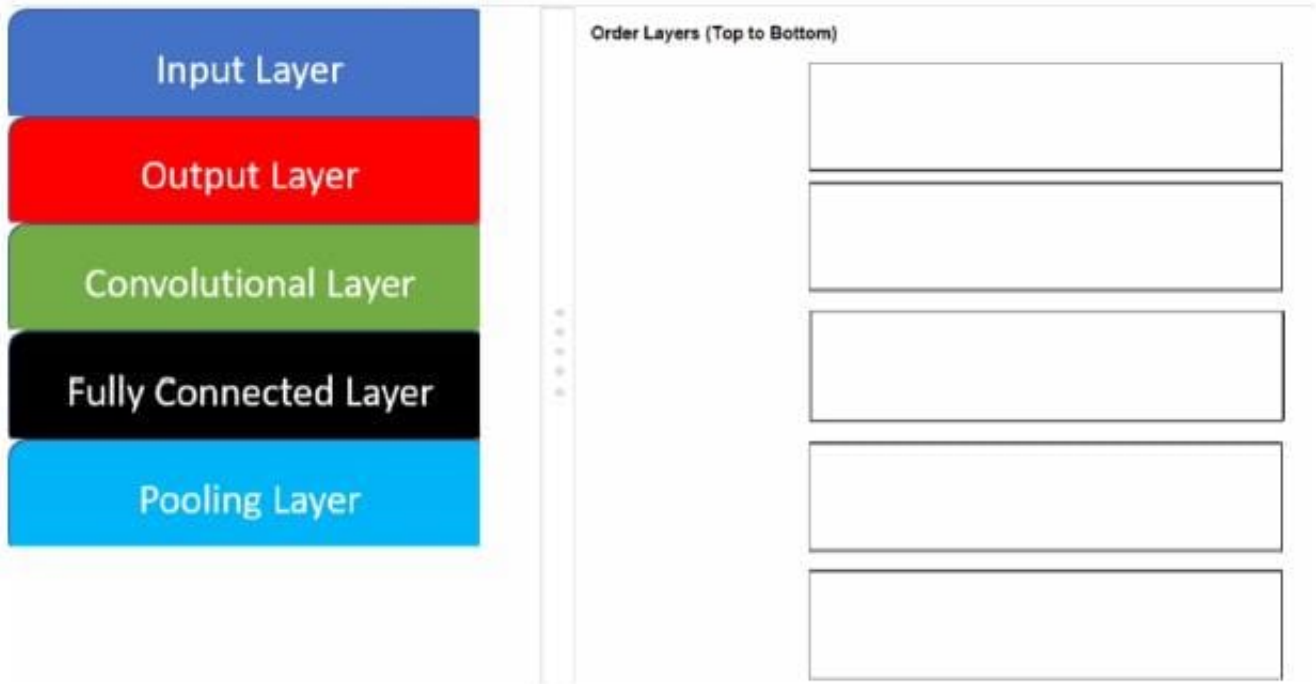 Input Layer
Output Layer
Convolutional Layer
Fully Connected Layer
Pooling Layer
Order Layers (Top to Bottom)